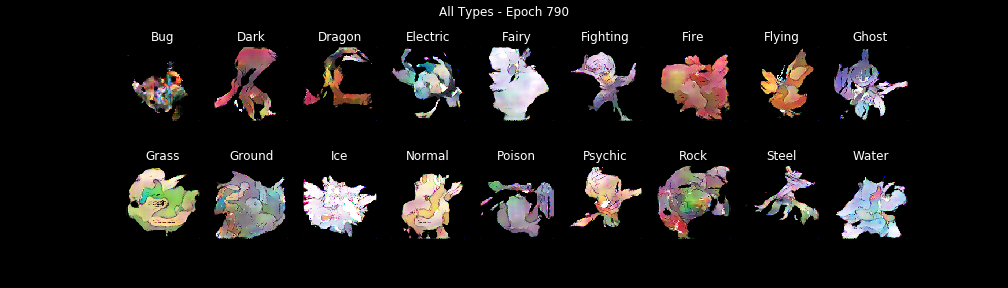 All Types - Epoch 790
Bug Dark Dragon Electric Fairy Fighting Fire Flying Ghost
Grass Ground Ice Normal Poison Psychic Rock Steel Water